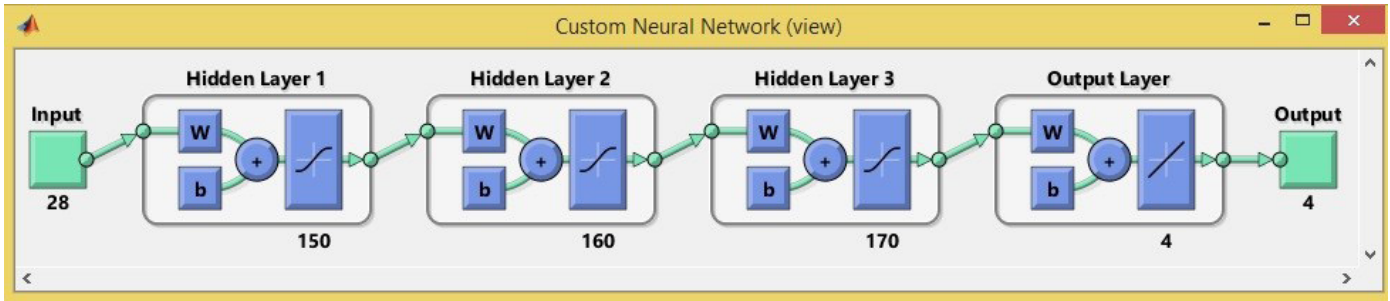 Custom Neural Network (view)
Hidden Layer 1
Hidden Layer 2
Hidden Layer 3
Output Layer
Input
Output
W
W
W
W
+
+
+
+
b
b
b
b
28
4
150
160
170
4